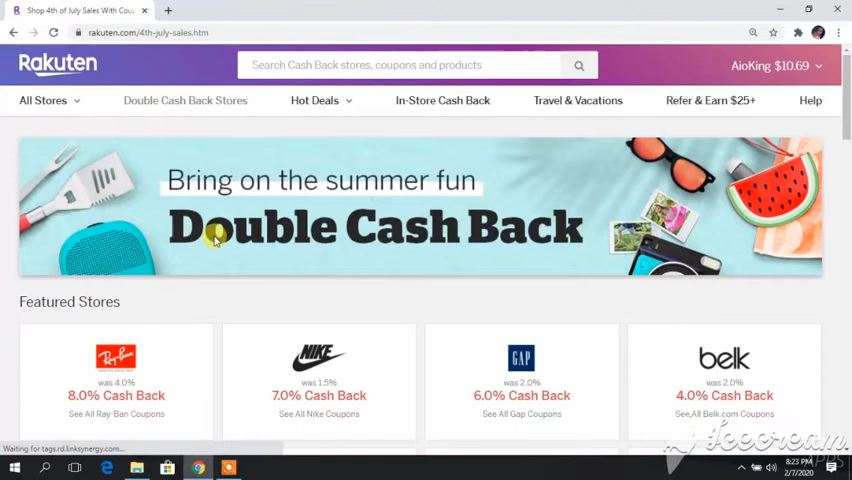 Shop 4th of July Sales With Cou
rakuten.com/4th-july-sales.htm
Rakuten
Search Cash Back stores, coupons and products
AioKing $10.69
All Stores
Double Cash Back Stores
Hot Deals
In-Store Cash Back
Travel & Vacations
Refer & Earn $25+
Help
Bring on the summer fun
Double Cash Back
Featured Stores
Ray-Ban
NIKE
GAP
belk
was 4.0%
was 1.5%
was 2.0%
was 2.0%
8.0% Cash Back
7.0% Cash Back
6.0% Cash Back
4.0% Cash Back
See All Ray-Ban Coupons
See All Nike Coupons
See All Gap Coupons
See All Belk.com Coupons
Waiting for tags.rd.linksynergy.com...
Icecream
APPS
8:23 PM
2/7/2020